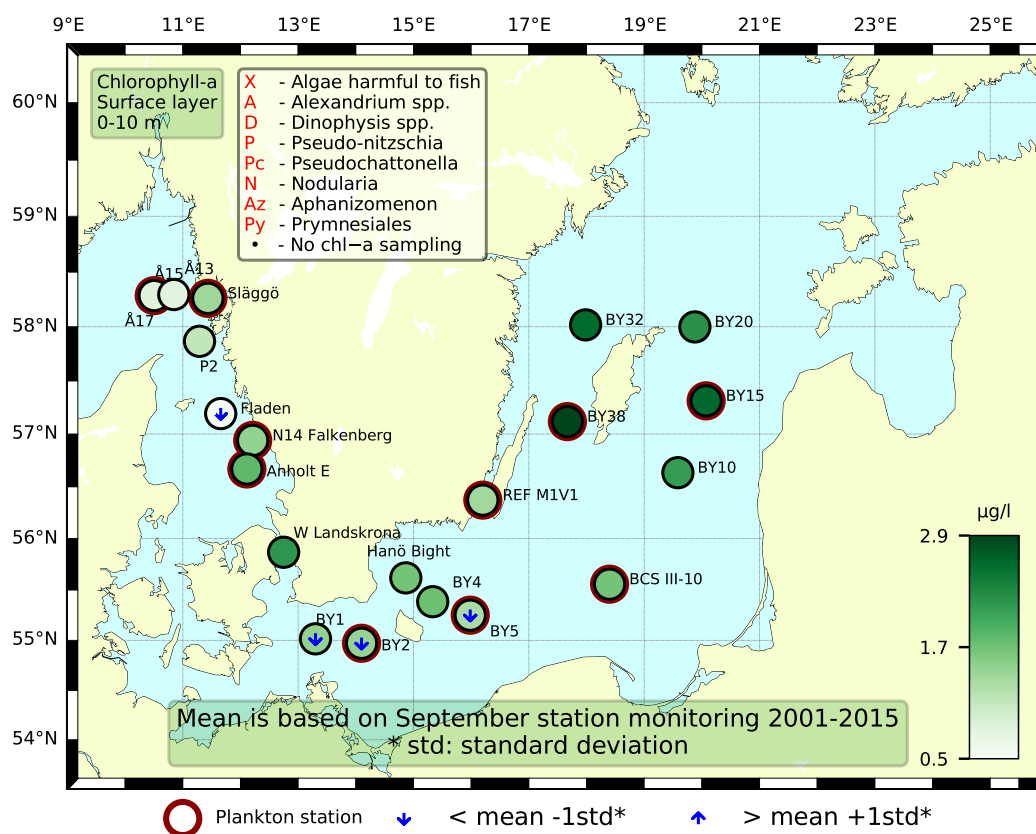 9°E 11°E 13°E 15°E 17°E 19°E 21°E 23°E 25°E
Chlorophyll-a
Surface layer
0-10 m
X - Algae harmful to fish
A - Alexandrium spp.
D - Dinophysis spp.
P - Pseudo-nitzschia
Pc - Pseudochattonella
N - Nodularia
Az - Aphanizomenon
Py - Prymnesiales
• - No chl−a sampling
60°N
59°N
58°N
57°N
56°N
55°N
54°N
Å15
Å13
Släggö
Å17
P2
Fladen
N14 Falkenberg
Anholt E
W Landskrona
Hanö Bight
BY4
BY1
BY2
BY5
REF M1V1
BCS III-10
BY32
BY20
BY15
BY38
BY10
µg/l
2.9
1.7
0.5
Mean is based on September station monitoring 2001-2015
* std: standard deviation
Plankton station < mean -1std* > mean +1std*